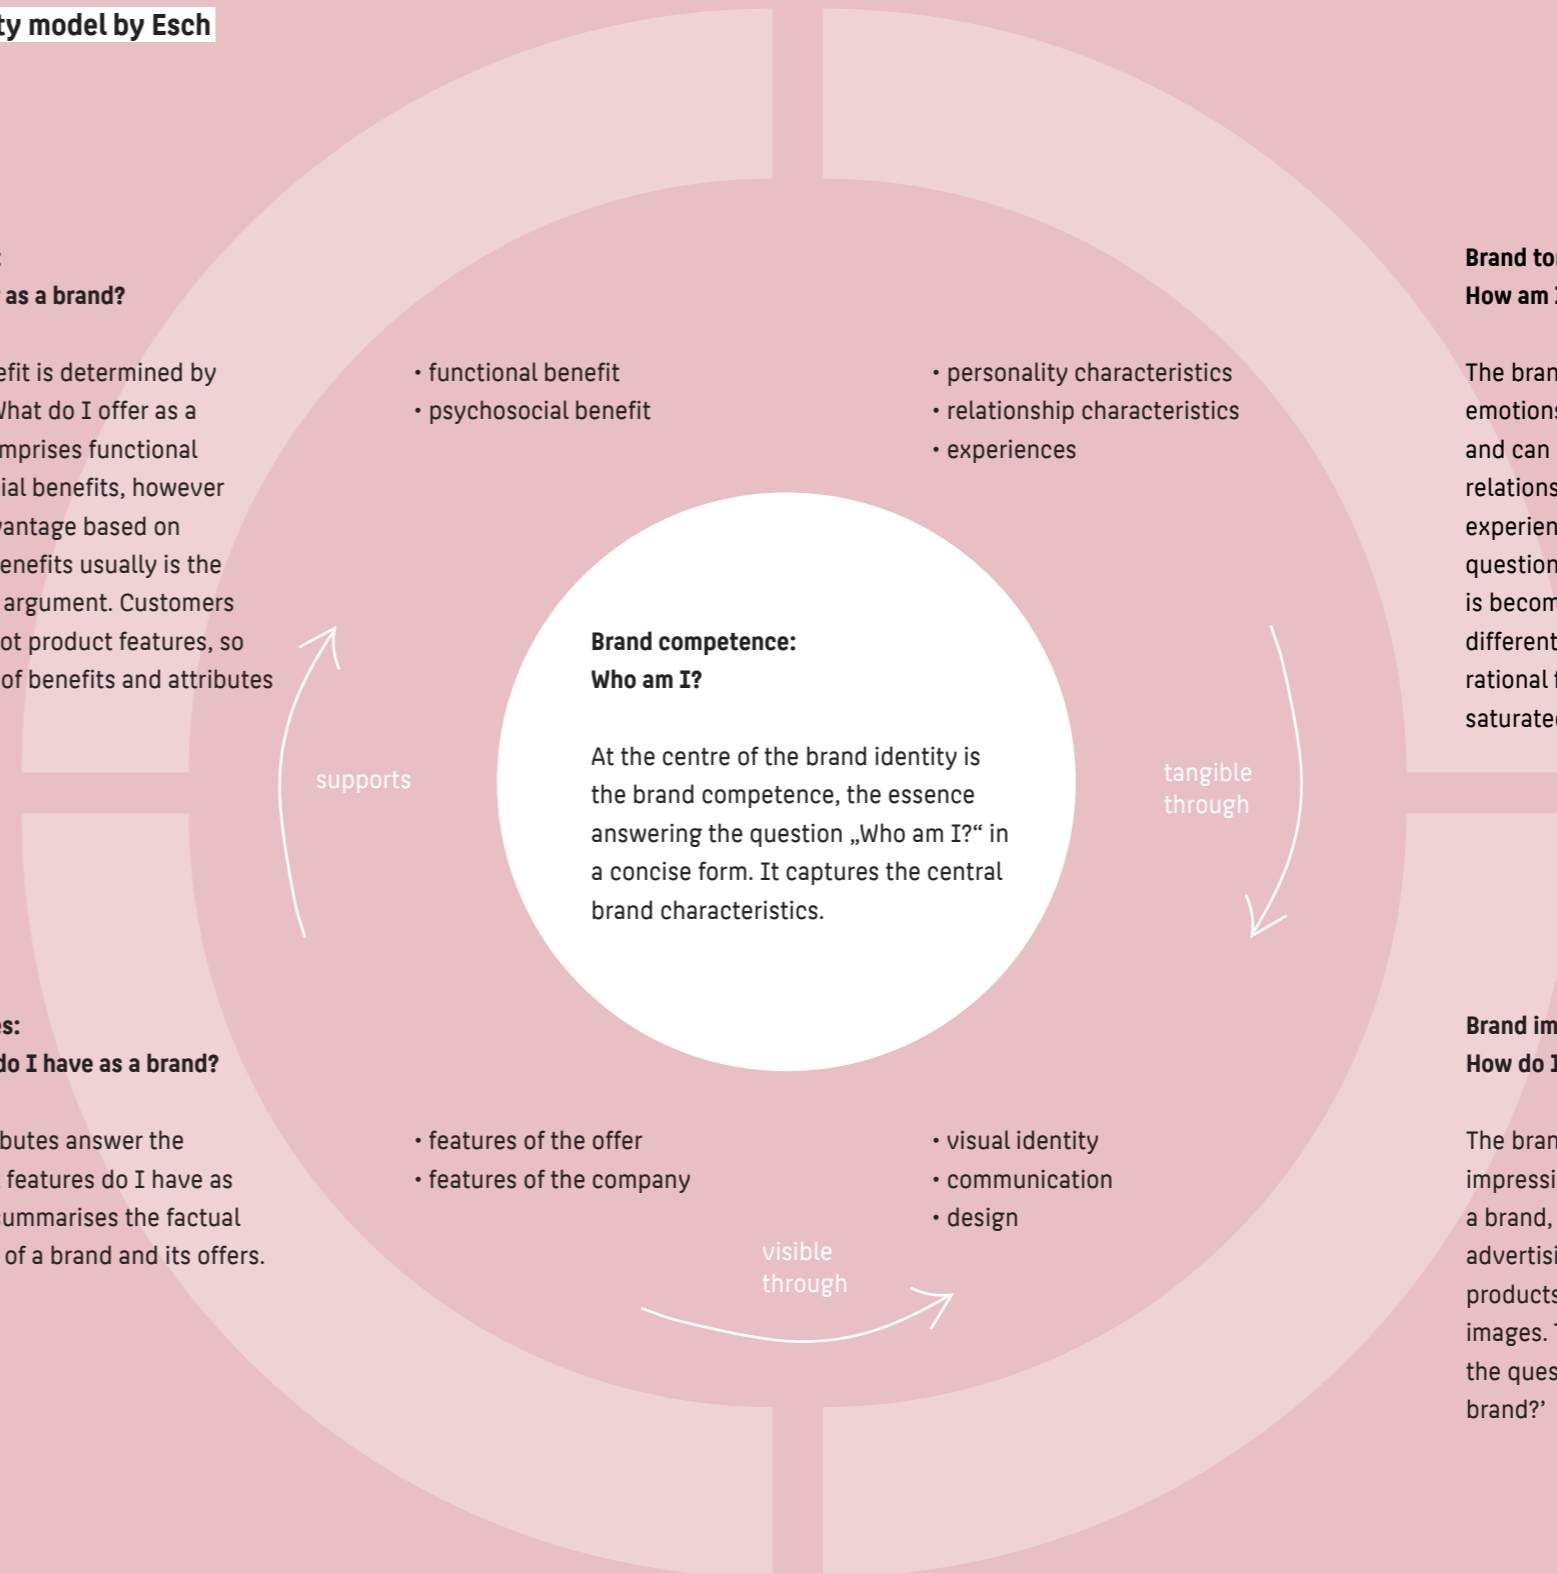 ty model by Esch
:
as a brand?
efit is determined by
What do I offer as a
mprises functional
ial benefits, however
vantage based on
enefits usually is the
argument. Customers
ot product features, so
of benefits and attributes
• functional benefit
• psychosocial benefit
• personality characteristics
• relationship characteristics
• experiences
Brand to
How am I
The bran
emotions
and can
relations
experien
question
is becom
different
rational f
saturated
supports
Brand competence:
Who am I?
At the centre of the brand identity is
the brand competence, the essence
answering the question „Who am I?“ in
a concise form. It captures the central
brand characteristics.
tangible
through
es:
do I have as a brand?
butes answer the
t features do I have as
summarises the factual
of a brand and its offers.
• features of the offer
• features of the company
• visual identity
• communication
• design
visible
through
Brand im
How do I
The bran
impressi
a brand,
advertisi
products
images. T
the ques
brand?’